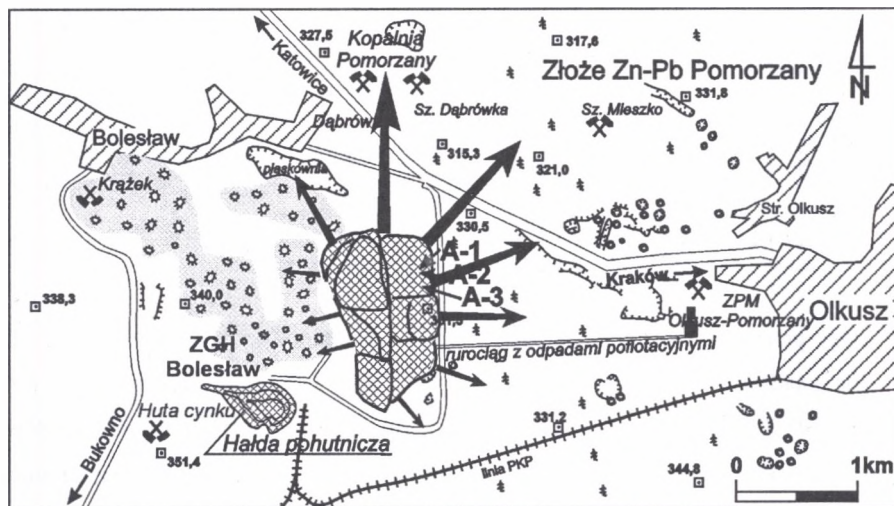 327,5
Kopalnia
Pomorzany
317,6
Złoże Zn-Pb Pomorzany
N
Katowice
331,8
Sz. Dąbrówka
Sz. Mieszko
Bolesław
315,3
321,0
piaskownia
Krążek
330,5
Str. Olkusz
A-1
A-2
A-3
Kraków
338,3
340,0
ZPM
Olkusz-Pomorzany
Olkusz
ZGH
Bolesław
rurociąg z odpadami poflotacyjnymi
Huta cynku
Hałda pohutnicza
331,2
351,4
Bukowno
linia PKP
344,8
0
1km